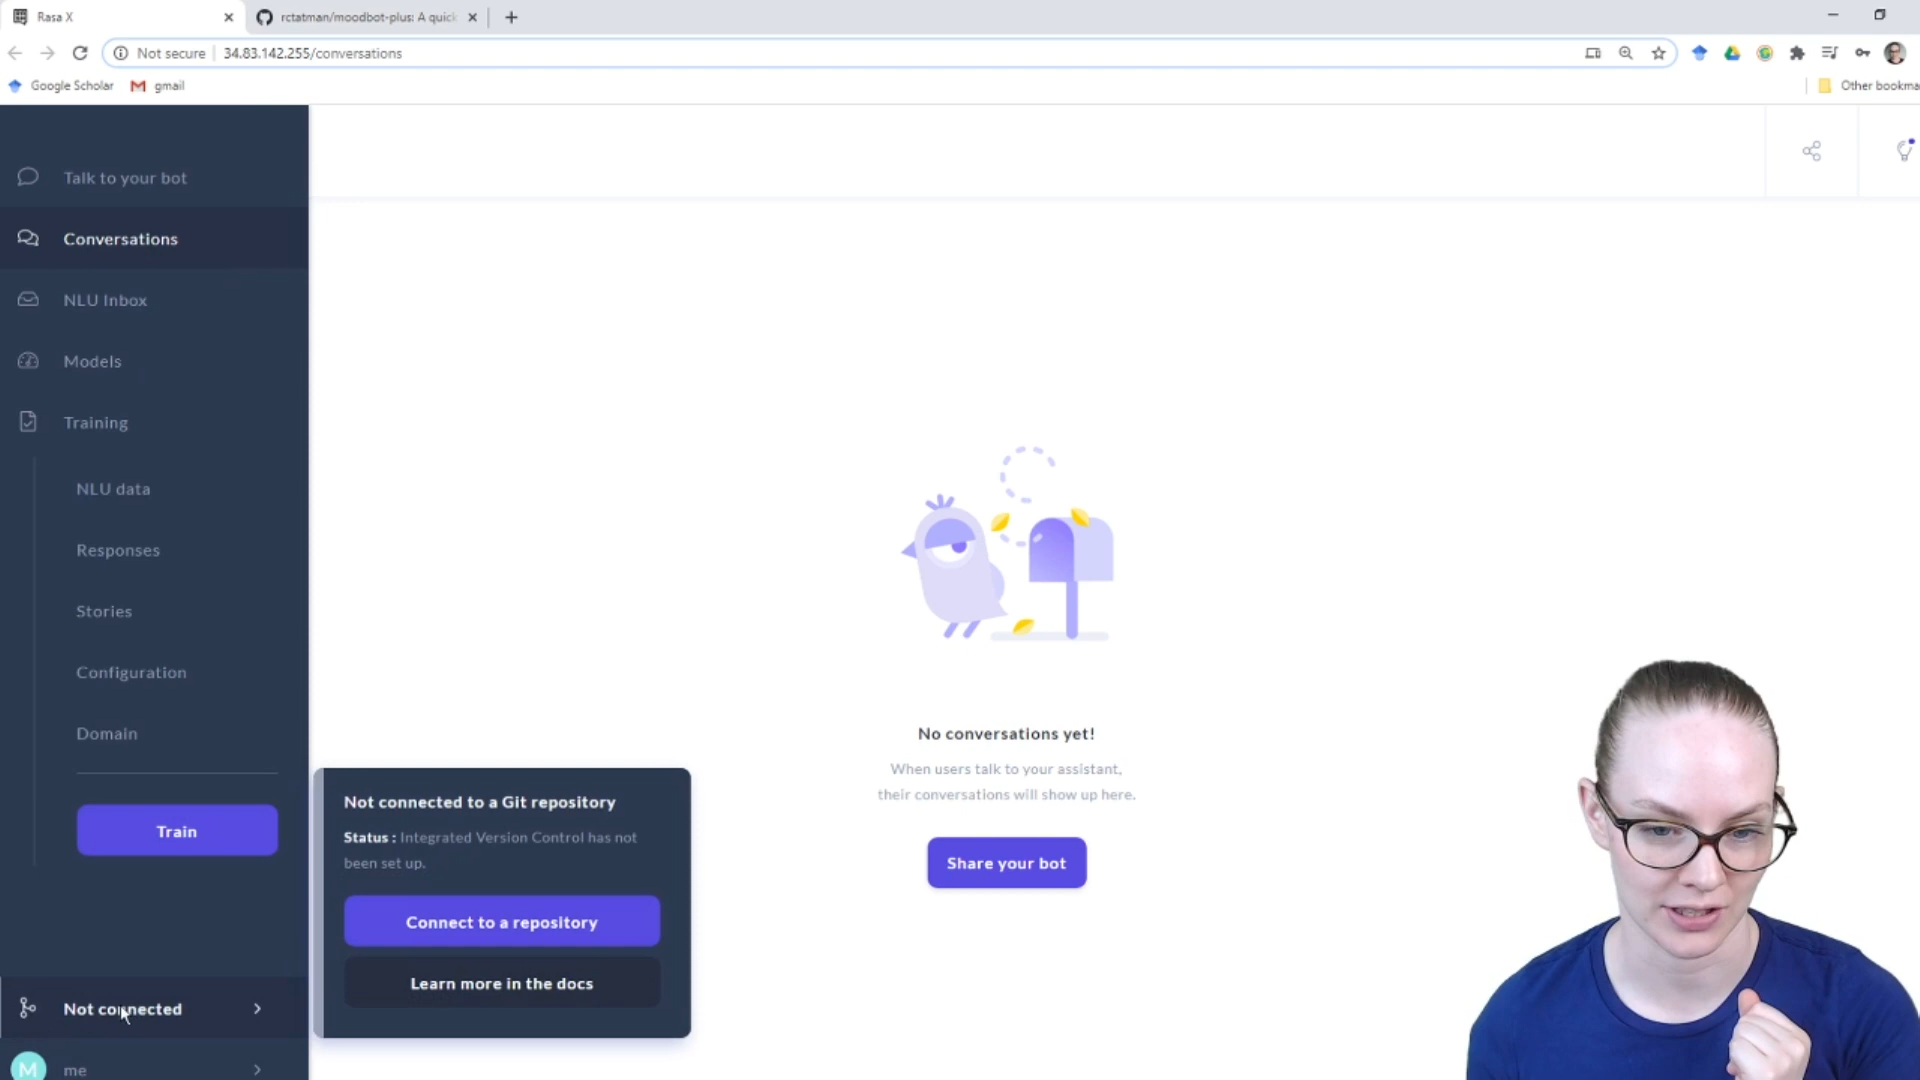 Rasa X
rctatman/moodbot-plus: A quick
Not secure
34.83.142.255/conversations
Google Scholar
gmail
Other bookma
Talk to your bot
Conversations
NLU Inbox
Models
Training
NLU data
Responses
Stories
Configuration
Domain
Train
Not connected to a Git repository
Status : Integrated Version Control has not
been set up.
Connect to a repository
Learn more in the docs
Not connected
M
me
No conversations yet!
When users talk to your assistant,
their conversations will show up here.
Share your bot